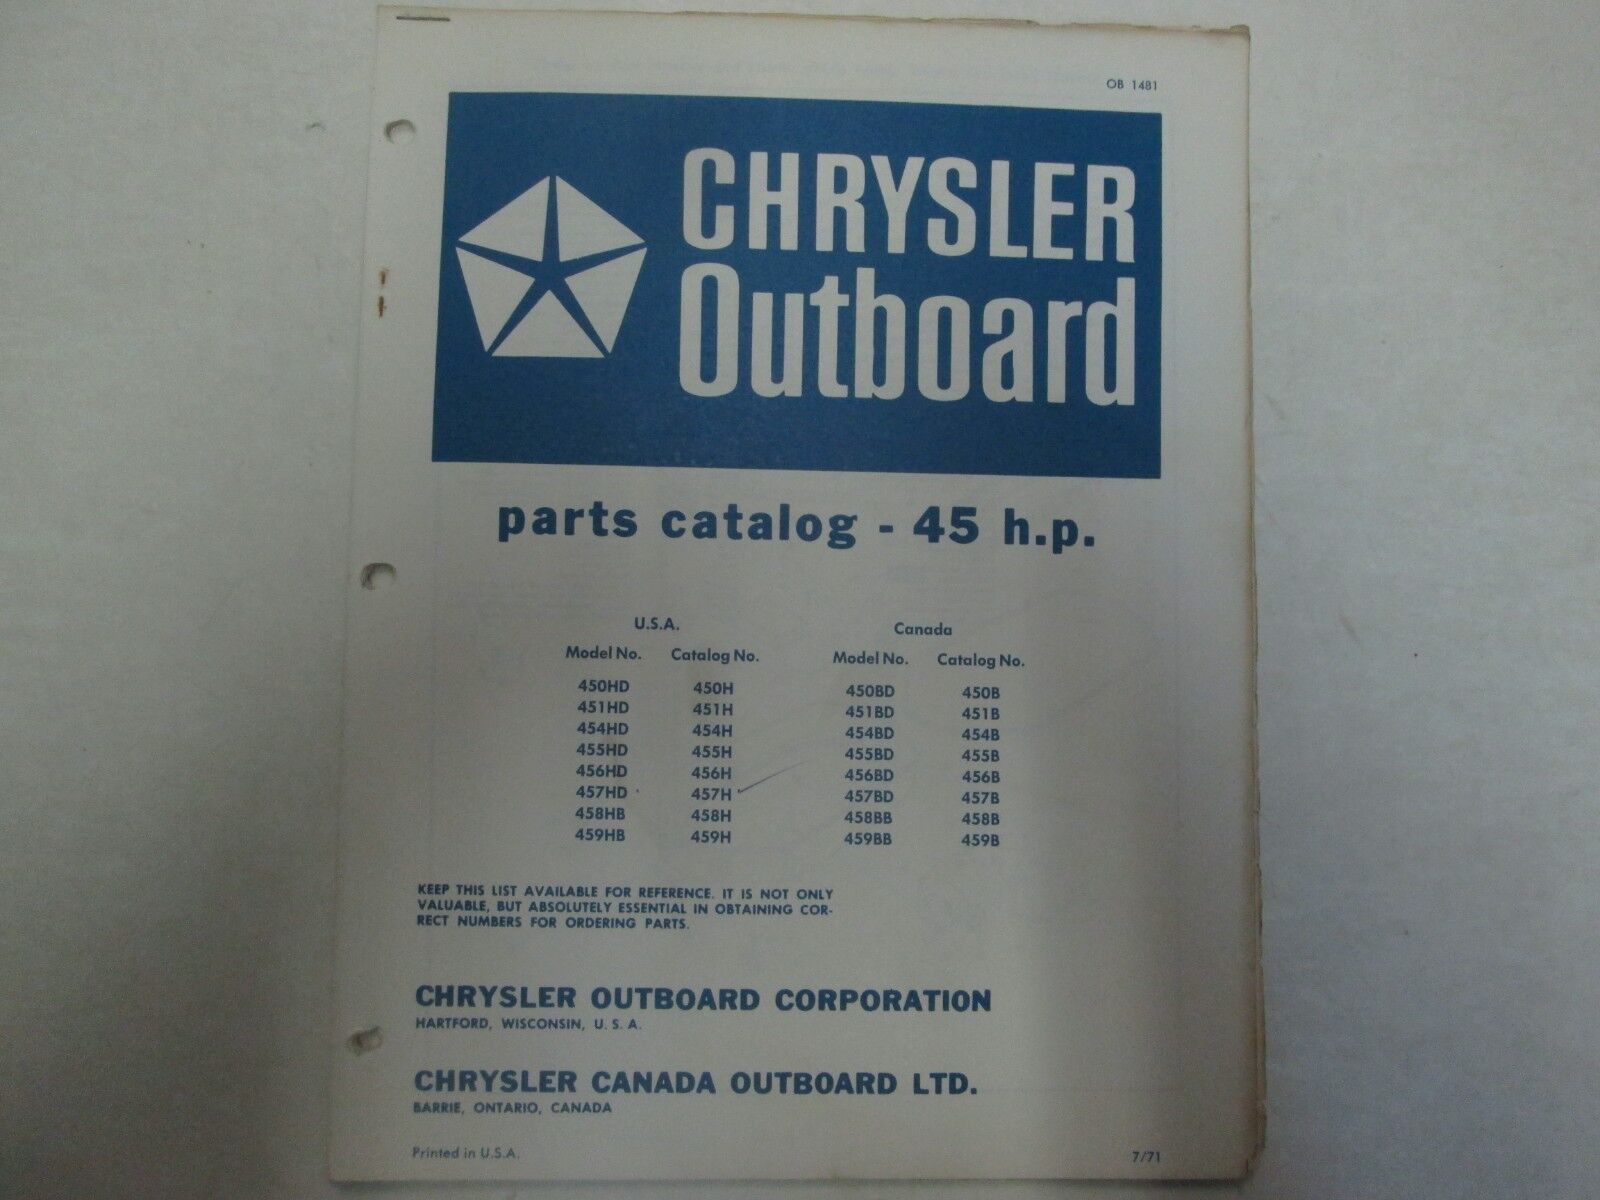 OB 1481
CHRYSLER
Outboard
parts catalog - 45 h.p.
U.S.A. Canada
Model No. Catalog No. Model No. Catalog No.
450HD 450H 450BD 450B
451HD 451H 451BD 451B
454HD 454H 454BD 454B
455HD 455H 455BD 455B
456HD 456H 456BD 456B
457HD 457H 457BD 457B
458HB 458H 458BB 458B
459HB 459H 459BB 459B
KEEP THIS LIST AVAILABLE FOR REFERENCE. IT IS NOT ONLY
VALUABLE, BUT ABSOLUTELY ESSENTIAL IN OBTAINING COR-
RECT NUMBERS FOR ORDERING PARTS.
CHRYSLER OUTBOARD CORPORATION
HARTFORD, WISCONSIN, U. S. A.
CHRYSLER CANADA OUTBOARD LTD.
BARRIE, ONTARIO, CANADA
Printed in U.S.A. 7/71